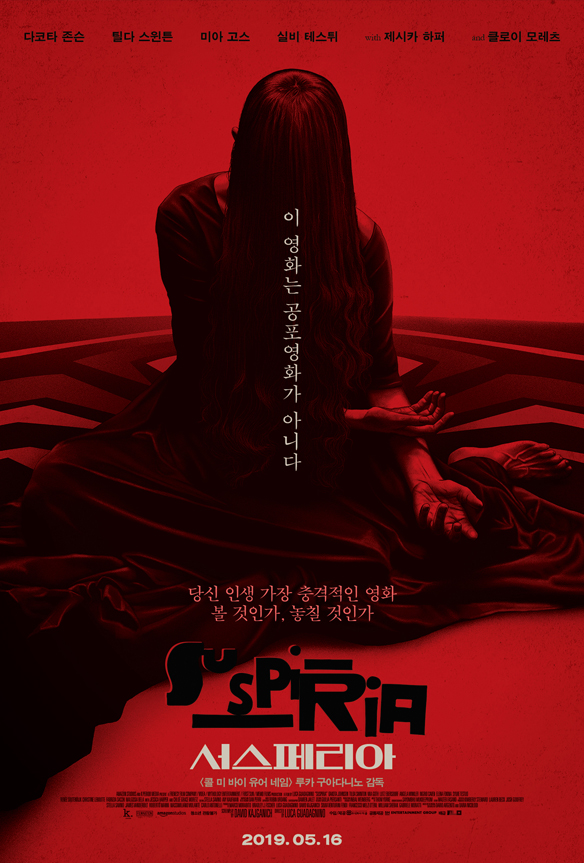 다코타 존슨 틸다 스윈튼 미아 고스 실비 테스튀 with 제시카 하퍼 and 클로이 모레츠
이 영화는 공포영화가 아니다
당신 인생 가장 충격적인 영화
볼 것인가, 놓칠 것인가
SUSPIRIA
서스페리아
〈콜 미 바이 유어 네임〉 루카 구아다니노 감독
DAVID KAJGANICH LUCA GUADAGNINO
2019.05.16